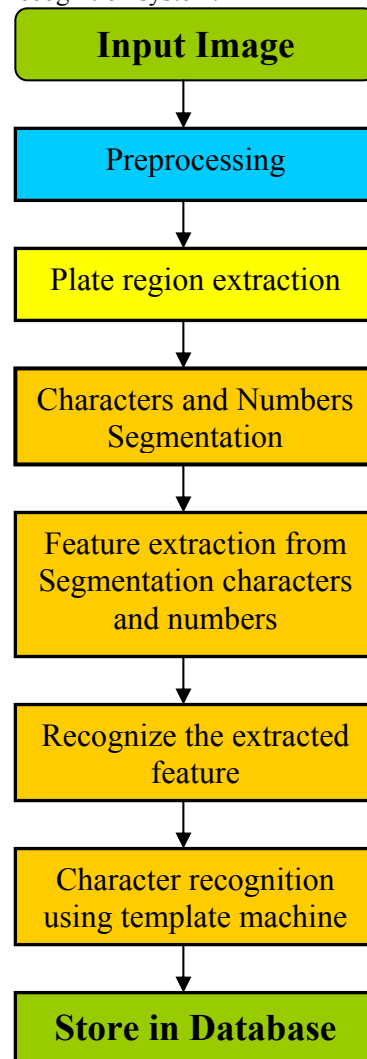 Input Image
Preprocessing
Plate region extraction
Characters and Numbers
Segmentation
Feature extraction from
Segmentation characters
and numbers
Recognize the extracted
feature
Character recognition
using template machine
Store in Database